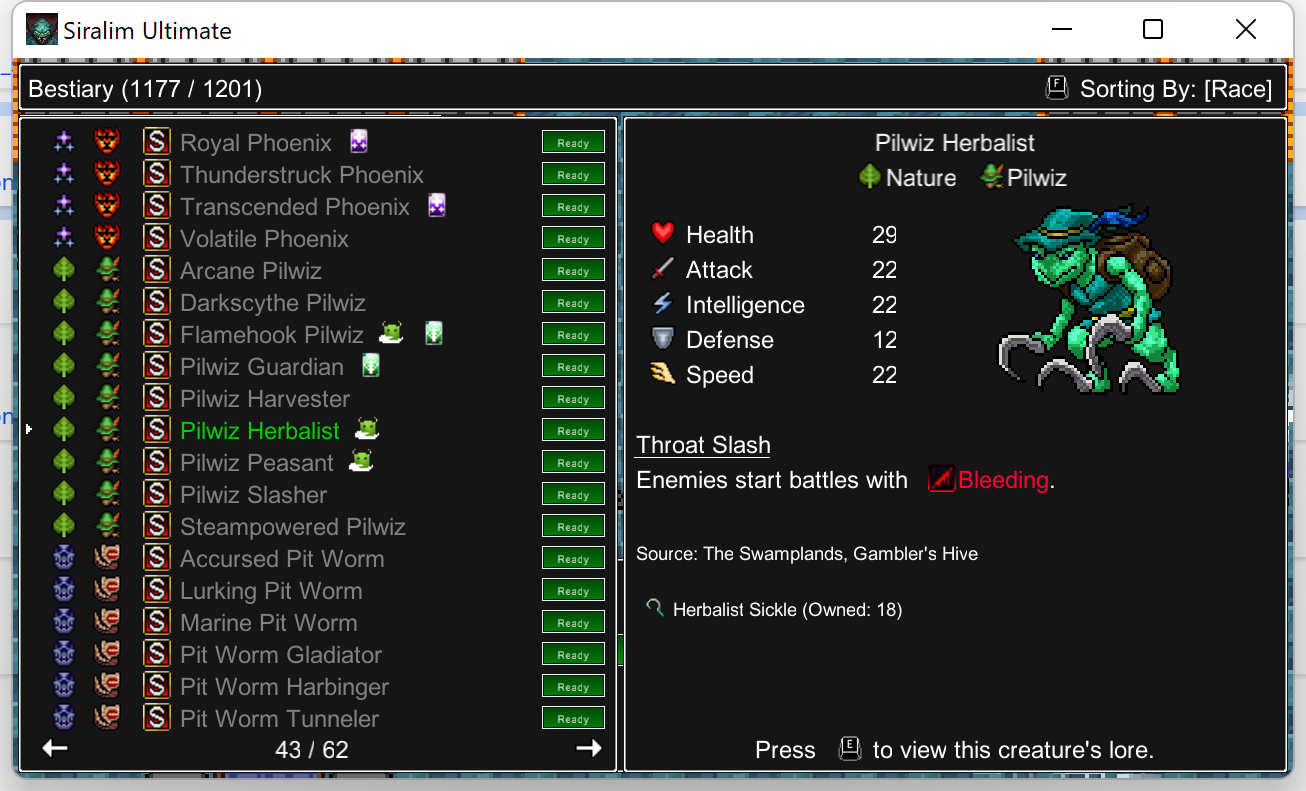 Siralim Ultimate
Bestiary (1177 / 1201)
F Sorting By: [Race]
S Royal Phoenix Ready
S Thunderstruck Phoenix Ready
S Transcended Phoenix Ready
S Volatile Phoenix Ready
S Arcane Pilwiz Ready
S Darkscythe Pilwiz Ready
S Flamehook Pilwiz Ready
S Pilwiz Guardian Ready
S Pilwiz Harvester Ready
S Pilwiz Herbalist Ready
S Pilwiz Peasant Ready
S Pilwiz Slasher Ready
S Steampowered Pilwiz Ready
S Accursed Pit Worm Ready
S Lurking Pit Worm Ready
S Marine Pit Worm Ready
S Pit Worm Gladiator Ready
S Pit Worm Harbinger Ready
S Pit Worm Tunneler Ready
43 / 62
Pilwiz Herbalist
Nature Pilwiz
Health 29
Attack 22
Intelligence 22
Defense 12
Speed 22
Throat Slash
Enemies start battles with Bleeding.
Source: The Swamplands, Gambler's Hive
Herbalist Sickle (Owned: 18)
Press E to view this creature's lore.